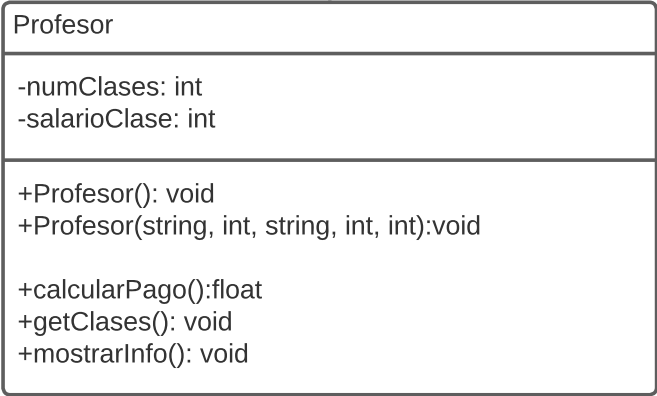 Profesor
-numClases: int
-salarioClase: int
+Profesor(): void
+Profesor(string, int, string, int, int):void
+calcularPago():float
+getClases(): void
+mostrarInfo(): void